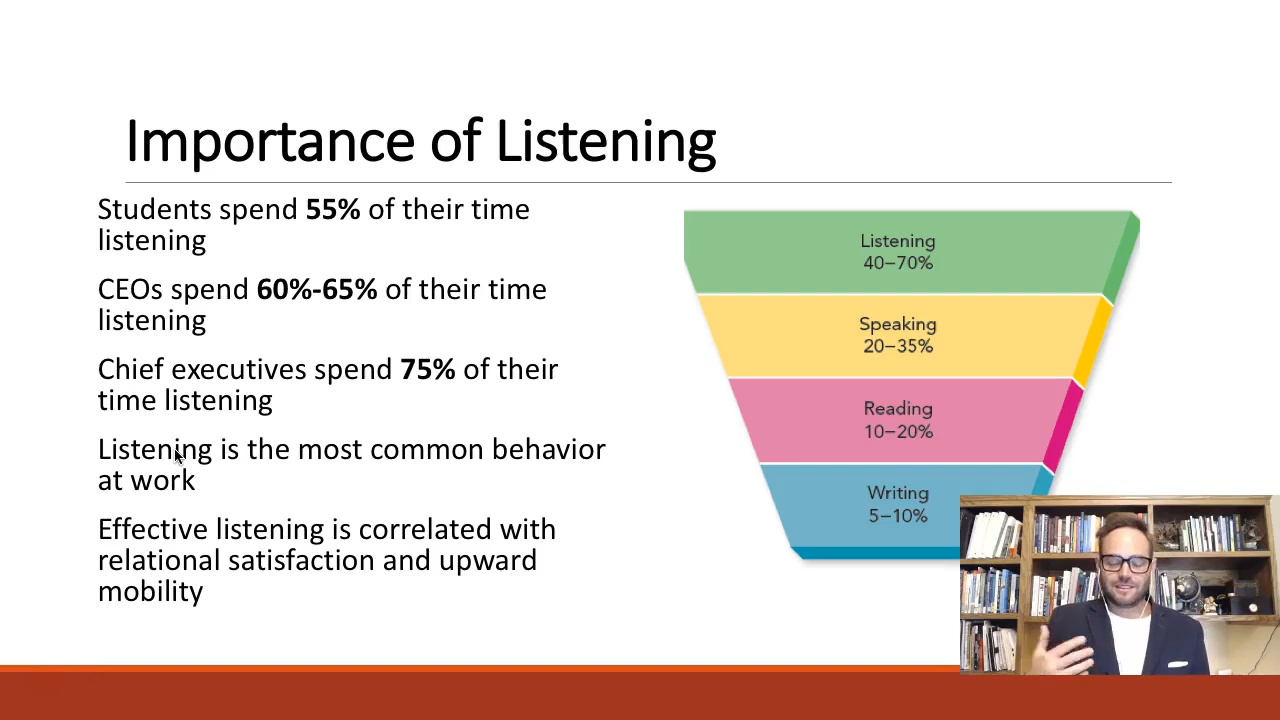 Importance of Listening
Students spend 55% of their time
listening
CEOs spend 60%-65% of their time
listening
Chief executives spend 75% of their
time listening
Listening is the most common behavior
at work
Effective listening is correlated with
relational satisfaction and upward
mobility
Listening
40–70%
Speaking
20–35%
Reading
10–20%
Writing
5–10%